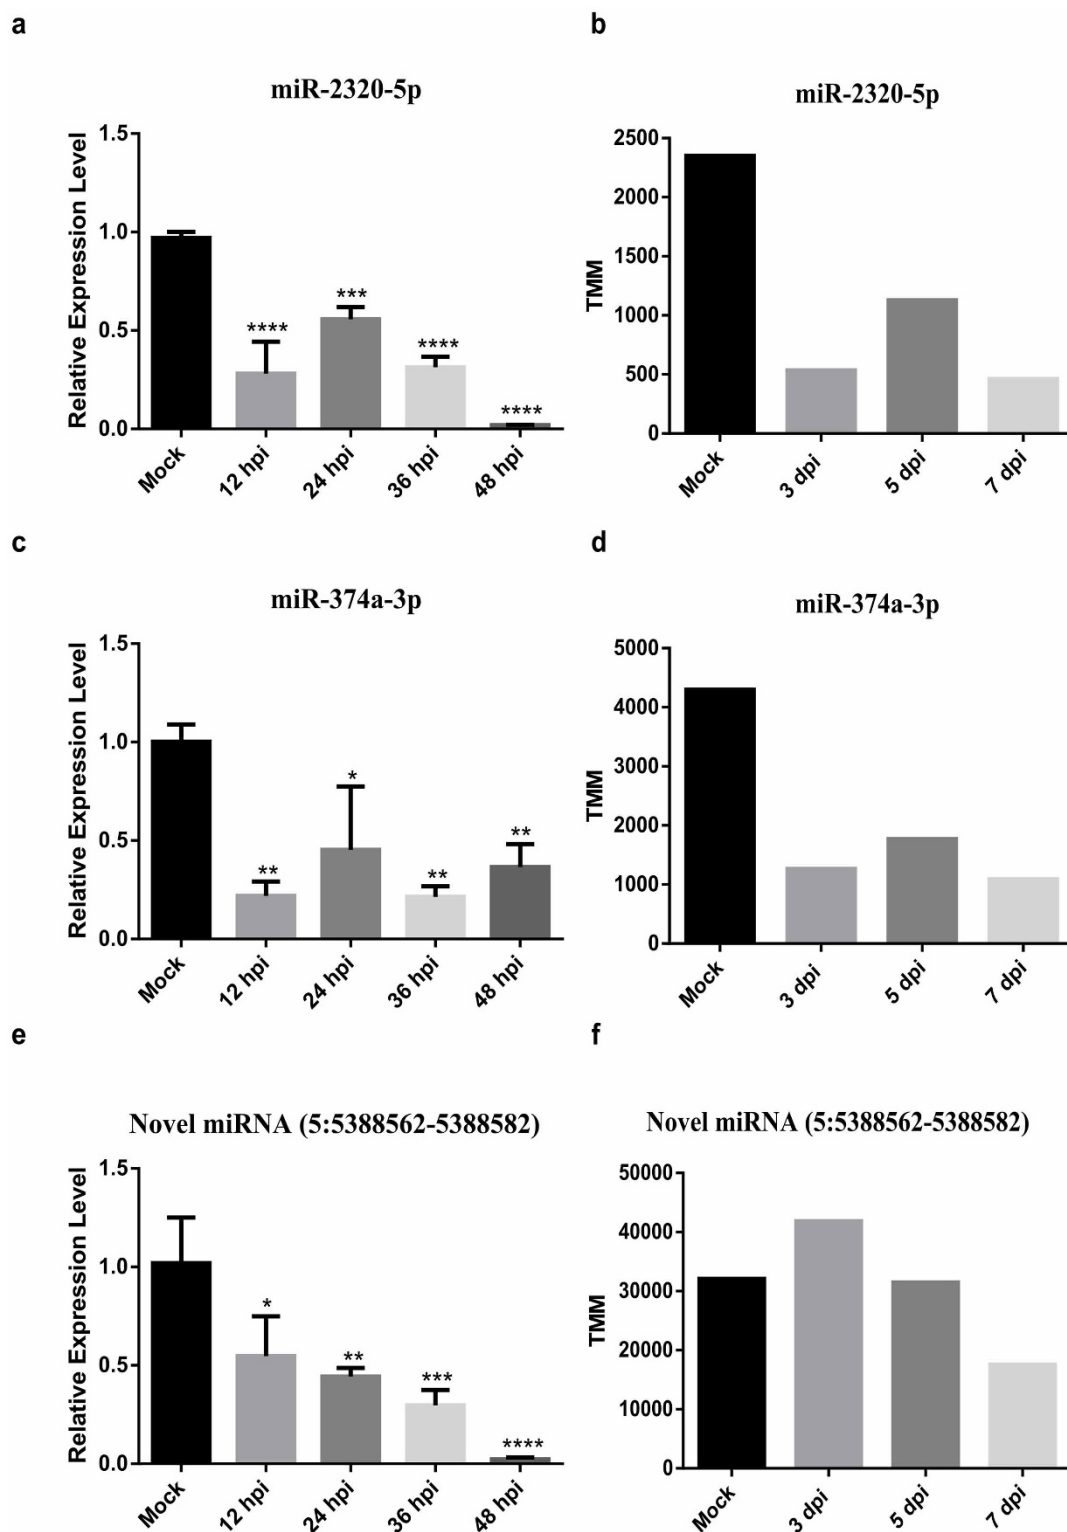 a
miR-2320-5p
Relative Expression Level
1.5
1.0
0.5
0.0
****
***
****
****
Mock
12 hpi
24 hpi
36 hpi
48 hpi
b
miR-2320-5p
TMM
2500
2000
1500
1000
500
0
Mock
3 dpi
5 dpi
7 dpi
c
miR-374a-3p
Relative Expression Level
1.5
1.0
0.5
0.0
**
*
**
**
Mock
12 hpi
24 hpi
36 hpi
48 hpi
d
miR-374a-3p
TMM
5000
4000
3000
2000
1000
0
Mock
3 dpi
5 dpi
7 dpi
e
Novel miRNA (5:5388562-5388582)
Relative Expression Level
1.5
1.0
0.5
0.0
*
**
***
****
Mock
12 hpi
24 hpi
36 hpi
48 hpi
f
Novel miRNA (5:5388562-5388582)
TMM
50000
40000
30000
20000
10000
0
Mock
3 dpi
5 dpi
7 dpi